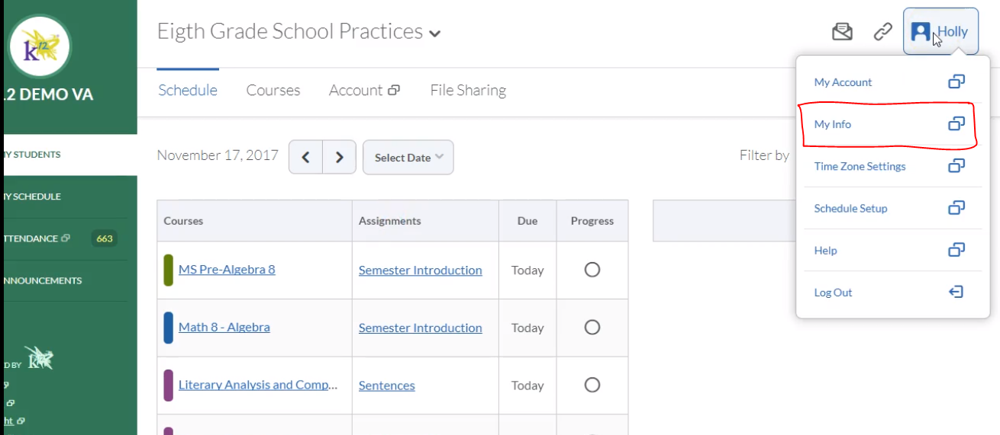 k12
.2 DEMO VA
Y STUDENTS
Y SCHEDULE
TTENDANCE 663
NNOUNCEMENTS
D BY k12
ht
Eigth Grade School Practices
Holly
Schedule Courses Account File Sharing
November 17, 2017 Select Date Filter by
Courses Assignments Due Progress
MS Pre-Algebra 8 Semester Introduction Today
Math 8 - Algebra Semester Introduction Today
Literary Analysis and Comp... Sentences Today
My Account
My Info
Time Zone Settings
Schedule Setup
Help
Log Out